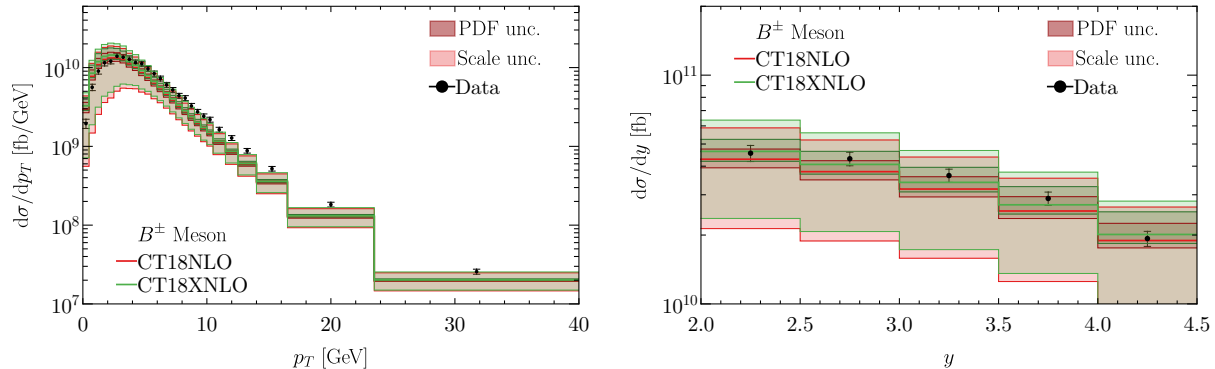 PDF unc.
Scale unc.
Data
B± Meson
CT18NLO
CT18XNLO
dσ/dp_T [fb/GeV]
10^10
10^9
10^8
10^7
0
10
20
30
40
p_T [GeV]
B± Meson
CT18NLO
CT18XNLO
PDF unc.
Scale unc.
Data
dσ/dy [fb]
10^11
10^10
2.0
2.5
3.0
3.5
4.0
4.5
y